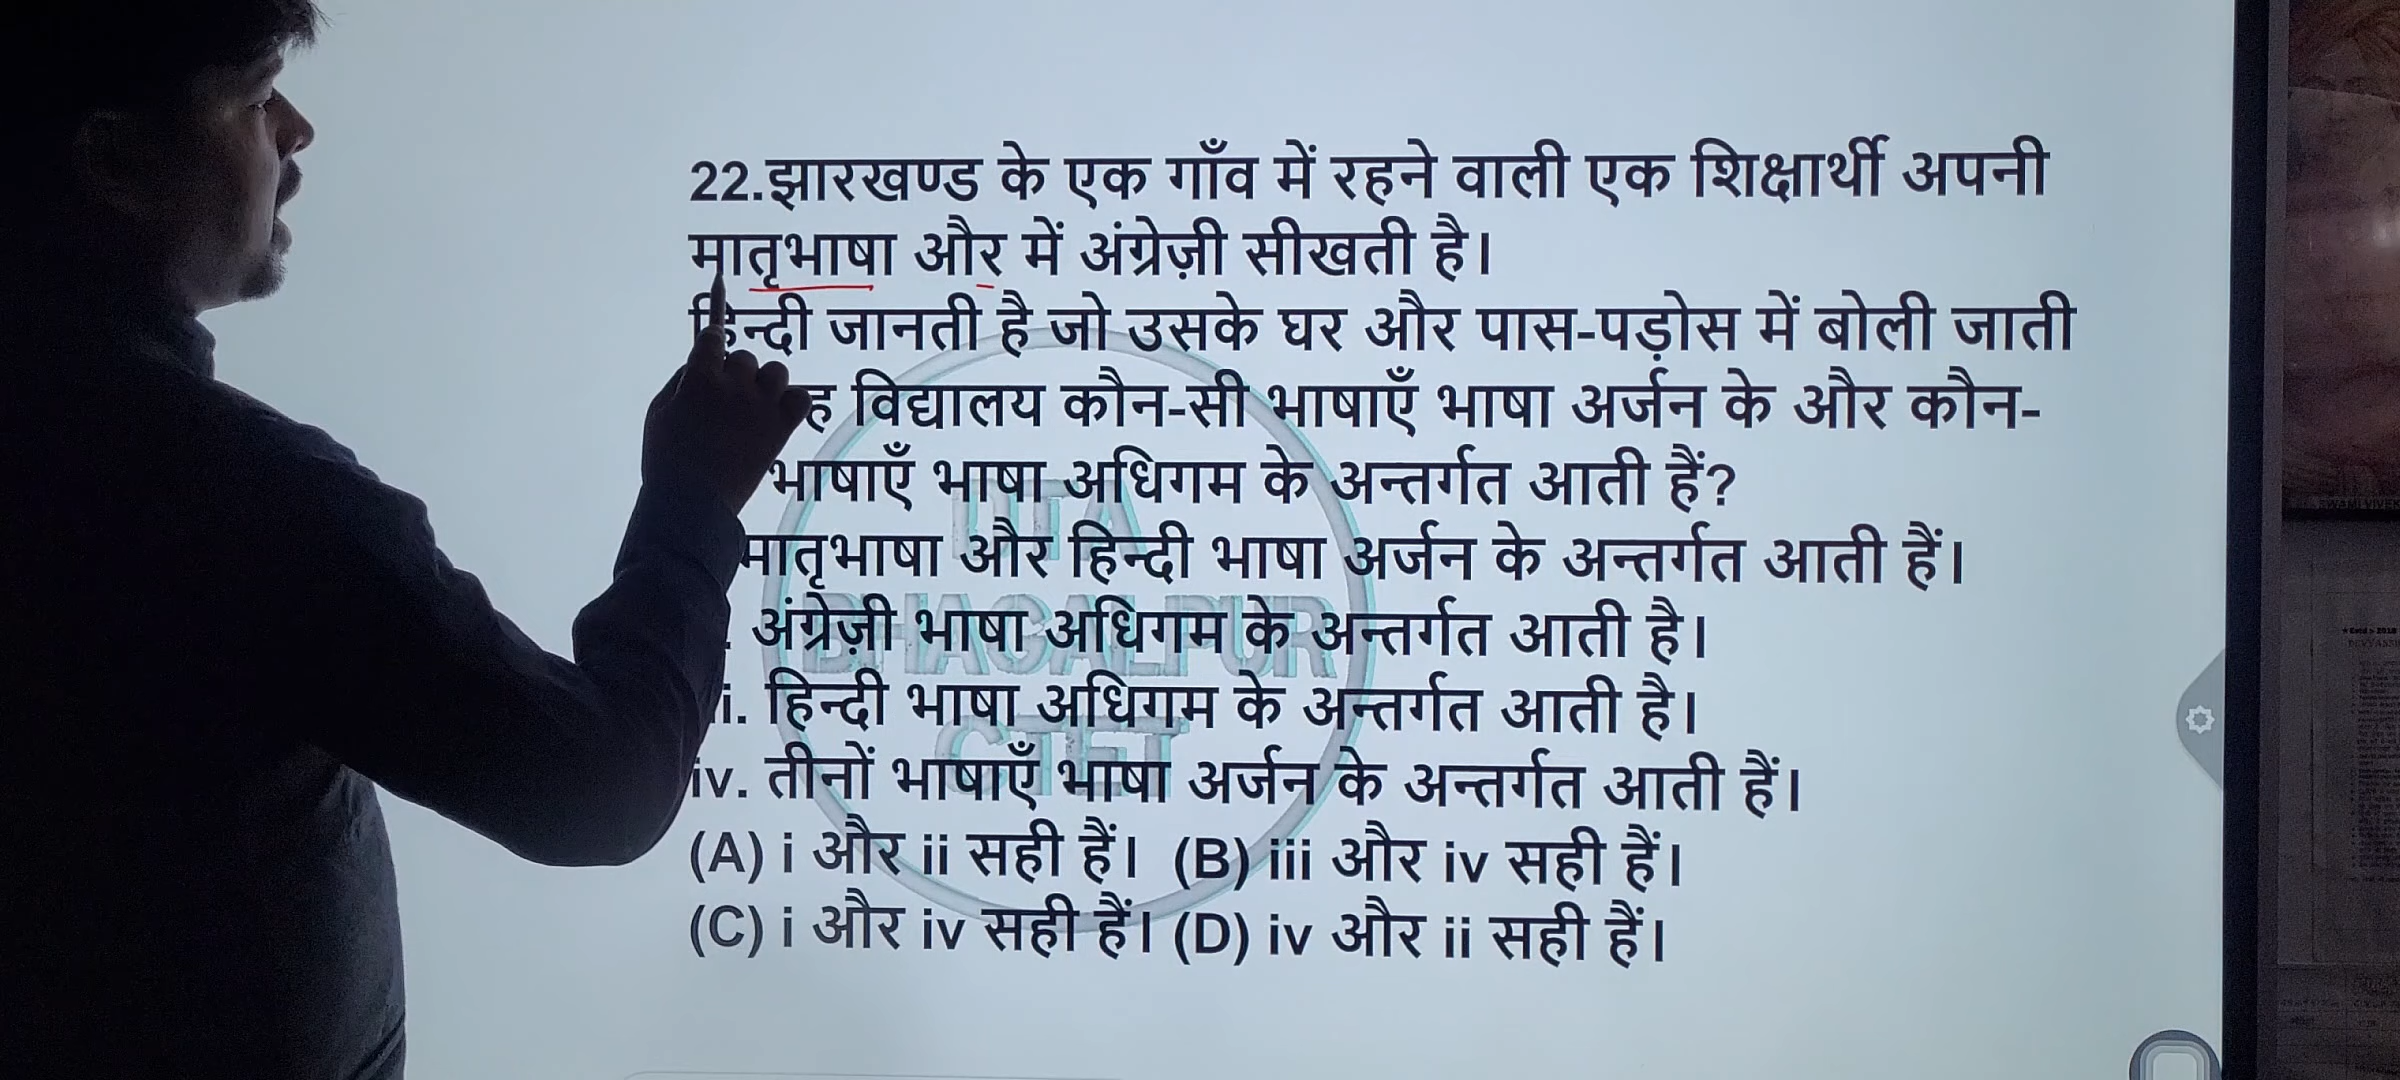 22.झारखण्ड के एक गाँव में रहने वाली एक शिक्षार्थी अपनी
मातृभाषा और में अंग्रेज़ी सीखती है।
हिन्दी जानती है जो उसके घर और पास-पड़ोस में बोली जाती
ह विद्यालय कौन-सी भाषाएँ भाषा अर्जन के और कौन-
भाषाएँ भाषा अधिगम के अन्तर्गत आती हैं?
मातृभाषा और हिन्दी भाषा अर्जन के अन्तर्गत आती हैं।
. अंग्रेज़ी भाषा अधिगम के अन्तर्गत आती है।
i. हिन्दी भाषा अधिगम के अन्तर्गत आती है।
iv. तीनों भाषाएँ भाषा अर्जन के अन्तर्गत आती हैं।
(A) i और ii सही हैं। (B) iii और iv सही हैं।
(C) i और iv सही हैं। (D) iv और ii सही हैं।
BHAGALPUR
CTET